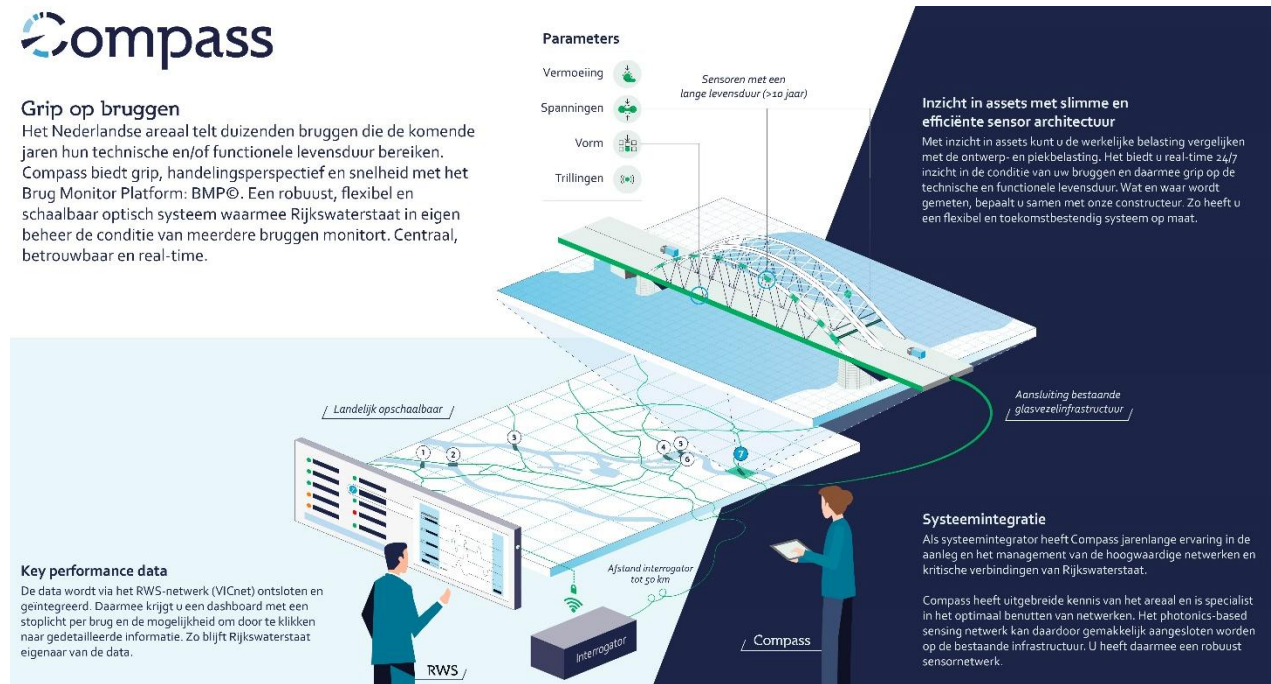 Compass
Grip op bruggen
Het Nederlandse areaal telt duizenden bruggen die de komende
jaren hun technische en/of functionele levensduur bereiken.
Compass biedt grip, handelingsperspectief en snelheid met het
Brug Monitor Platform: BMP©. Een robuust, flexibel en
schaalbaar optisch systeem waarmee Rijkswaterstaat in eigen
beheer de conditie van meerdere bruggen monitort. Centraal,
betrouwbaar en real-time.
Parameters
Vermoeiing
Spanningen
Vorm
Trillingen
Sensoren met een
lange levensduur (>10 jaar)
Inzicht in assets met slimme en
efficiënte sensor architectuur
Met inzicht in assets kunt u de werkelijke belasting vergelijken
met de ontwerp- en piekbelasting. Het biedt u real-time 24/7
inzicht in de conditie van uw bruggen en daarmee grip op de
technische en functionele levensduur. Wat en waar wordt
gemeten, bepaalt u samen met onze constructeur. Zo heeft u
een flexibel en toekomstbestendig systeem op maat.
Aansluiting bestaande
glasvezelinfrastructuur
Landelijk opschaalbaar
1
2
3
4
5
6
7
Key performance data
De data wordt via het RWS-netwerk (VICnet) ontsloten en
geïntegreerd. Daarmee krijgt u een dashboard met een
stoplicht per brug en de mogelijkheid om door te klikken
naar gedetailleerde informatie. Zo blijft Rijkswaterstaat
eigenaar van de data.
RWS
Afstand interrogator
tot 50 km
Interrogator
Compass
Systeemintegratie
Als systeemintegrator heeft Compass jarenlange ervaring in de
aanleg en het management van de hoogwaardige netwerken en
kritische verbindingen van Rijkswaterstaat.
Compass heeft uitgebreide kennis van het areaal en is specialist
in het optimaal benutten van netwerken. Het photonics-based
sensing netwerk kan daardoor gemakkelijk aangesloten worden
op de bestaande infrastructuur. U heeft daarmee een robuust
sensornetwerk.